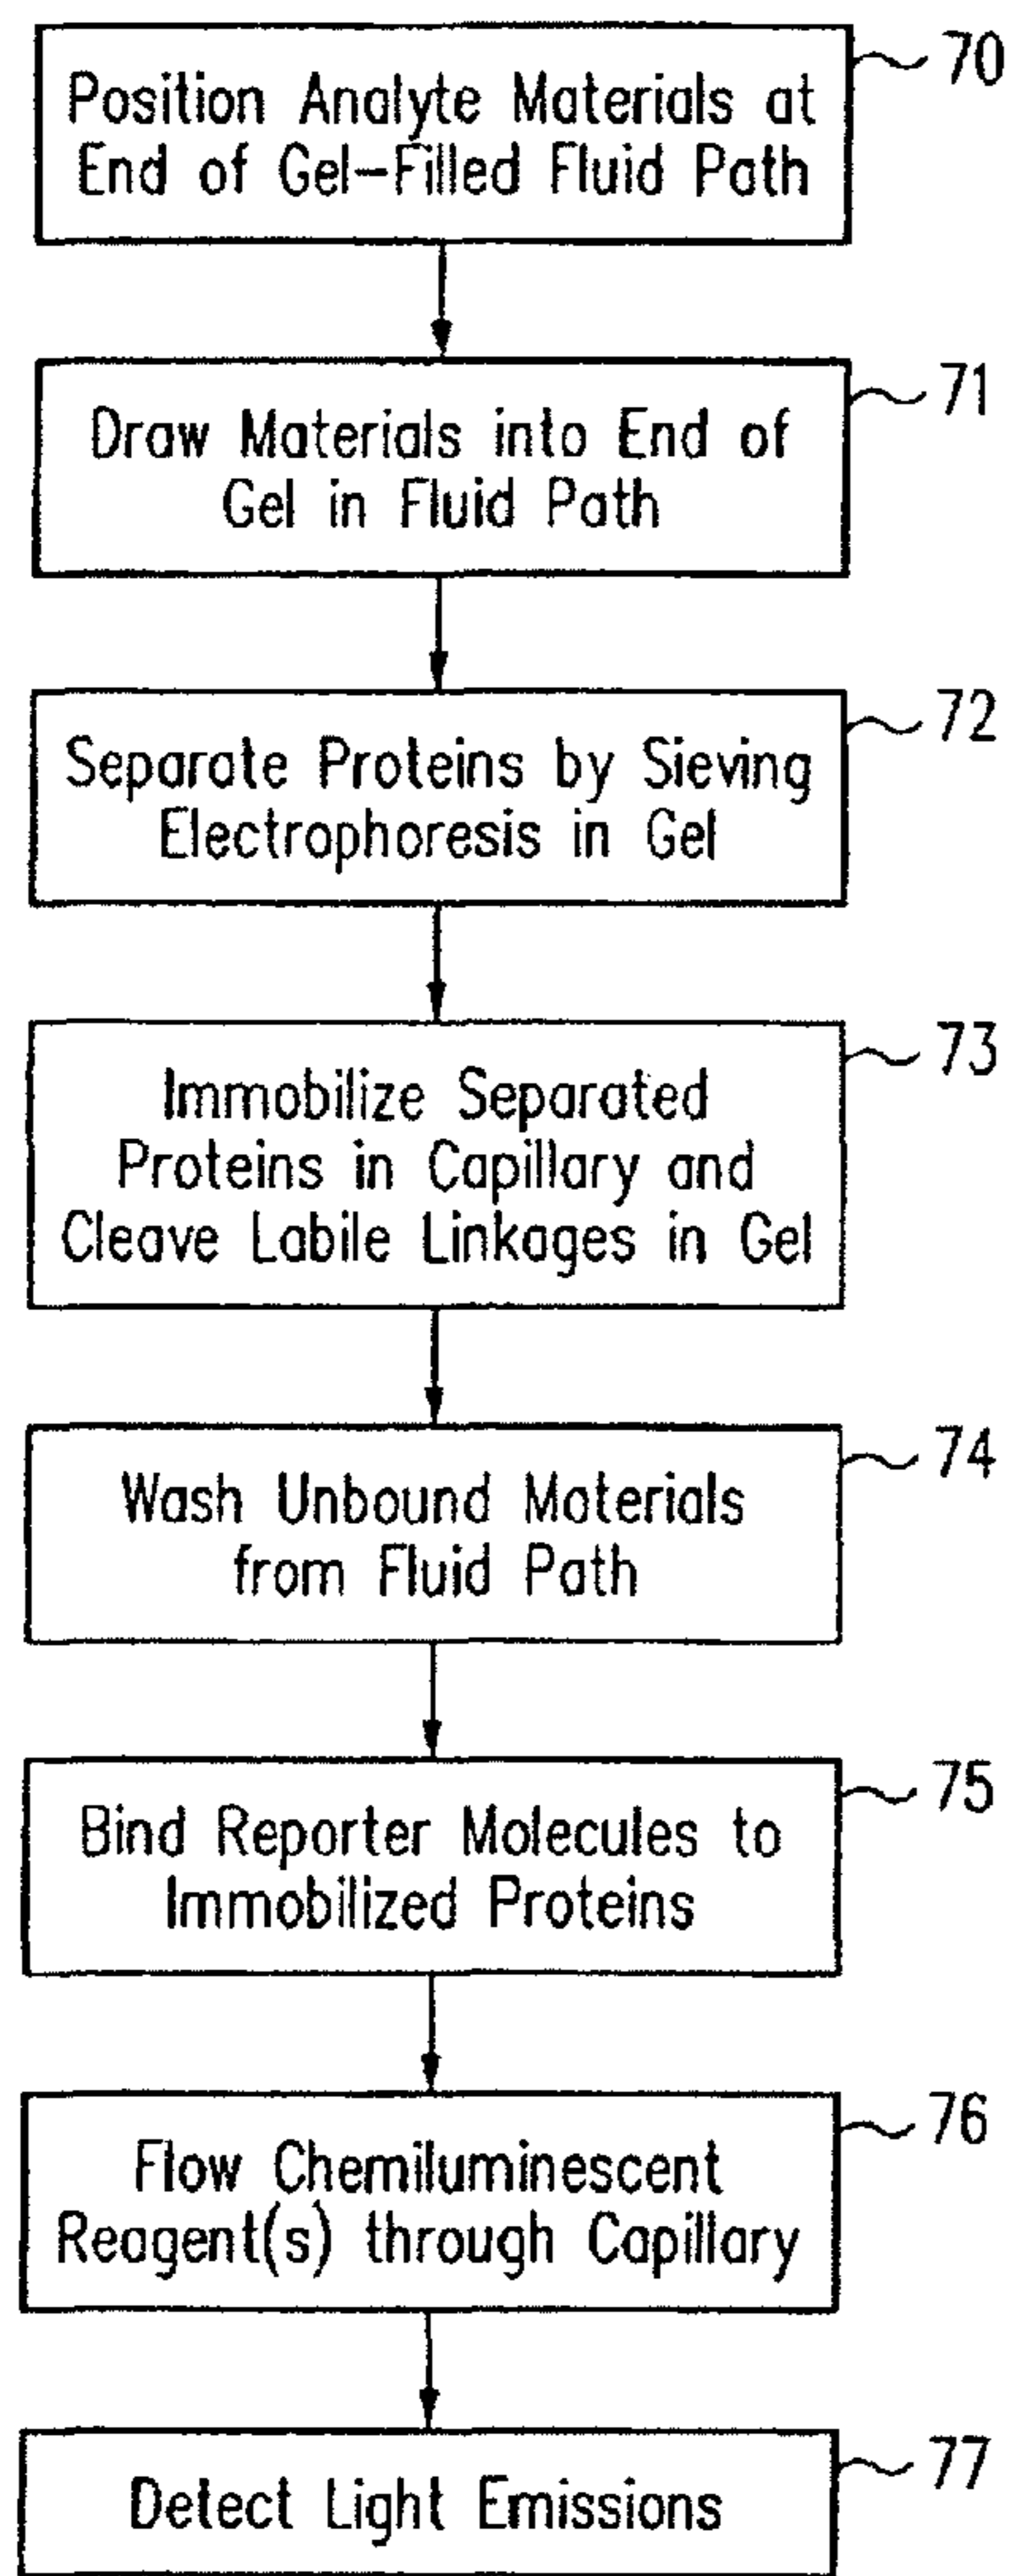 70
Position Analyte Materials at
End of Gel-Filled Fluid Path
71
Draw Materials into End of
Gel in Fluid Path
72
Separate Proteins by Sieving
Electrophoresis in Gel
73
Immobilize Separated
Proteins in Capillary and
Cleave Labile Linkages in Gel
74
Wash Unbound Materials
from Fluid Path
75
Bind Reporter Molecules to
Immobilized Proteins
76
Flow Chemiluminescent
Reagent(s) through Capillary
77
Detect Light Emissions